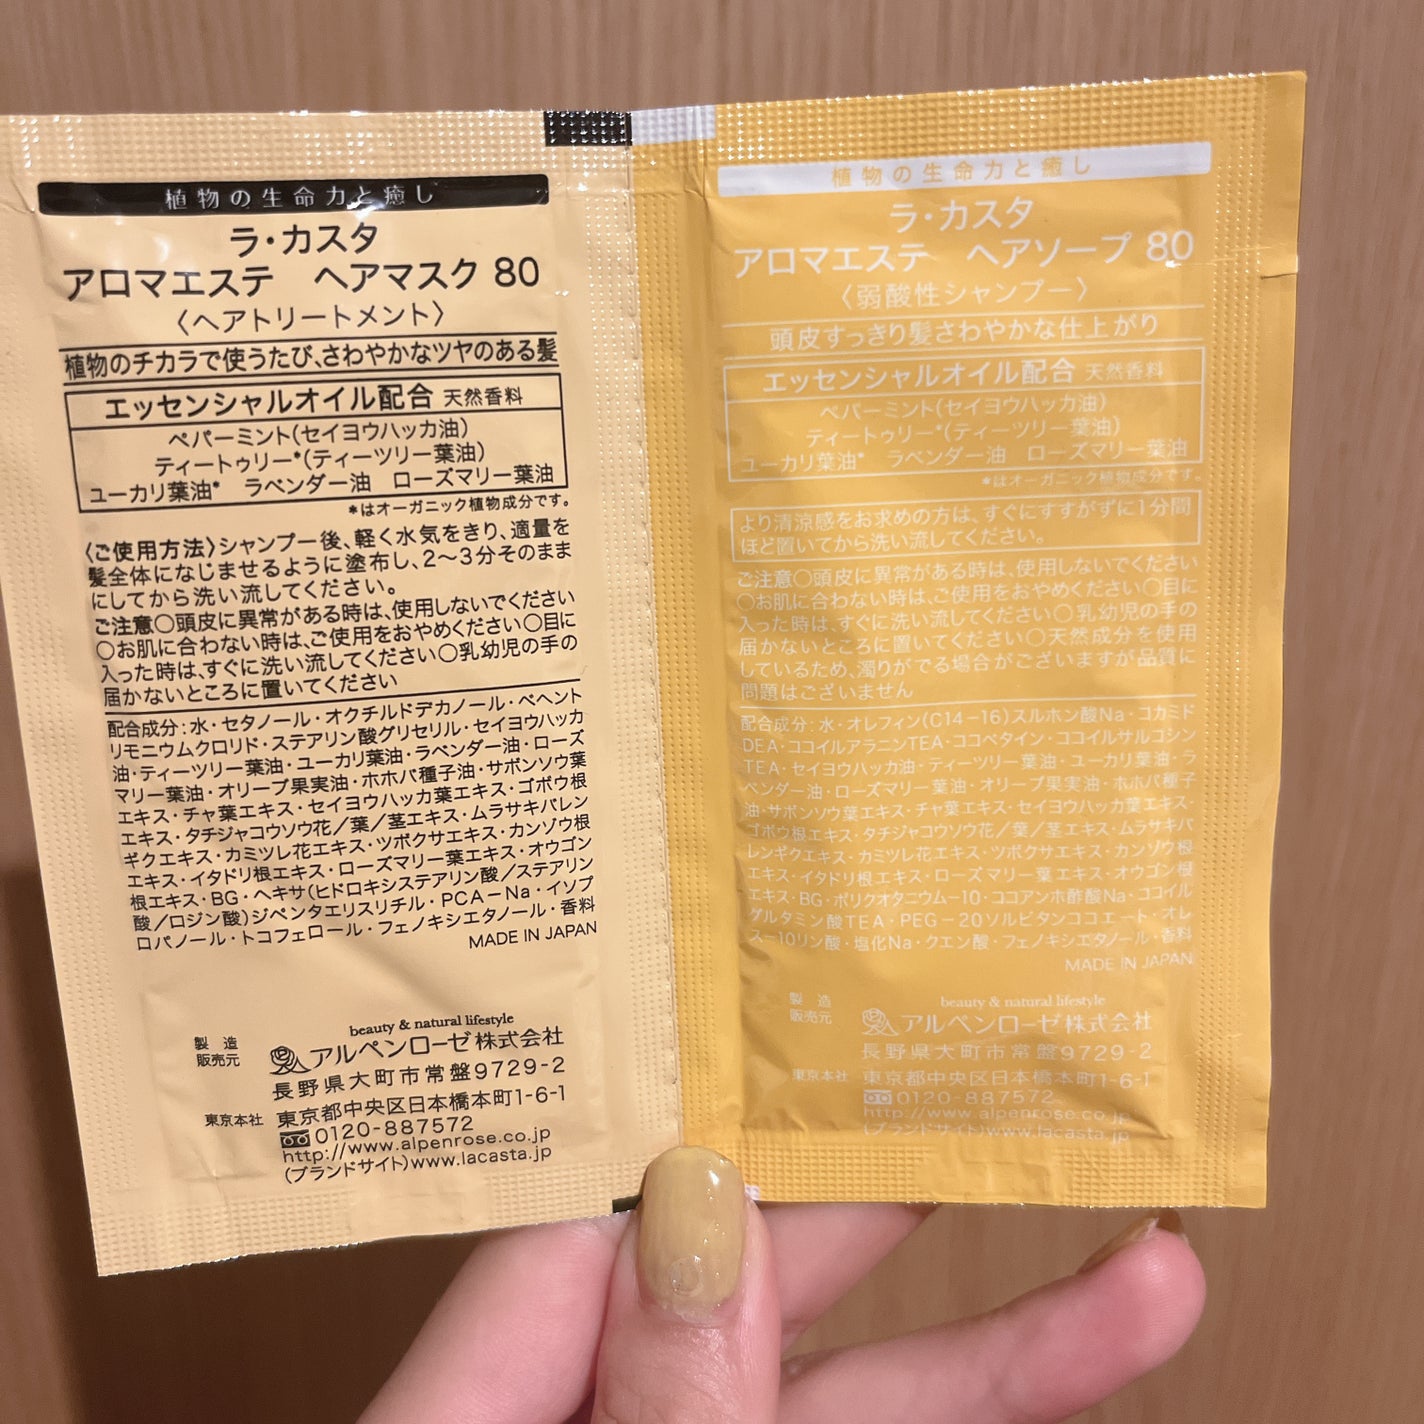 植物の生命力と癒し
ラ・カスタ
アロマエステ ヘアマスク 80
〈ヘアトリートメント〉
植物のチカラで使うたび、さわやかなツヤのある髪
エッセンシャルオイル配合 天然香料
ペパーミント(セイヨウハッカ油)
ティートゥリー*(ティーツリー葉油)
ユーカリ葉油* ラベンダー油 ローズマリー葉油
*はオーガニック植物成分です。
〈ご使用方法〉シャンプー後、軽く水気をきり、適量を
髪全体になじませるように塗布し、2〜3分そのまま
にしてから洗い流してください。
ご注意○頭皮に異常がある時は、使用しないでください
○お肌に合わない時は、ご使用をおやめください○目に
入った時は、すぐに洗い流してください○乳幼児の手の
届かないところに置いてください
配合成分:水・セタノール・オクチルドデカノール・ベヘント
リモニウムクロリド・ステアリン酸グリセリル・セイヨウハッカ
油・ティーツリー葉油・ユーカリ葉油・ラベンダー油・ローズ
マリー葉油・オリーブ果実油・ホホバ種子油・サボンソウ葉
エキス・チャ葉エキス・セイヨウハッカ葉エキス・ゴボウ根
エキス・タチジャコウソウ花/葉/茎エキス・ムラサキバレン
ギクエキス・カミツレ花エキス・ツボクサエキス・カンゾウ根
エキス・イタドリ根エキス・ローズマリー葉エキス・オウゴン
根エキス・BG・ヘキサ(ヒドロキシステアリン酸/ステアリン
酸/ロジン酸)ジペンタエリスリチル・PCA-Na・イソプ
ロパノール・トコフェロール・フェノキシエタノール・香料
MADE IN JAPAN
beauty & natural lifestyle
製造
販売元
アルペンローゼ株式会社
長野県大町市常盤9729-2
東京本社 東京都中央区日本橋本町1-6-1
0120-887572
http://www.alpenrose.co.jp
(ブランドサイト)www.lacasta.jp
植物の生命力と癒し
ラ・カスタ
アロマエステ ヘアソープ 80
〈弱酸性シャンプー〉
頭皮すっきり髪さわやかな仕上がり
エッセンシャルオイル配合 天然香料
ペパーミント(セイヨウハッカ油)
ティートゥリー*(ティーツリー葉油)
ユーカリ葉油* ラベンダー油 ローズマリー葉油
*はオーガニック植物成分です。
より清涼感をお求めの方は、すぐにすすがずに1分間
ほど置いてから洗い流してください。
ご注意○頭皮に異常がある時は、使用しないでください
○お肌に合わない時は、ご使用をおやめください○目に
入った時は、すぐに洗い流してください○乳幼児の手の
届かないところに置いてください○天然成分を使用
しているため、濁りがでる場合がございますが品質に
問題はございません
配合成分:水・オレフィン(C14-16)スルホン酸Na・コカミド
DEA・ココイルアラニンTEA・ココベタイン・ココイルサルコシン
TEA・セイヨウハッカ油・ティーツリー葉油・ユーカリ葉油・ラ
ベンダー油・ローズマリー葉油・オリーブ果実油・ホホバ種子
油・サボンソウ葉エキス・チャ葉エキス・セイヨウハッカ葉エキス・
ゴボウ根エキス・タチジャコウソウ花/葉/茎エキス・ムラサキバ
レンギクエキス・カミツレ花エキス・ツボクサエキス・カンゾウ根
エキス・イタドリ根エキス・ローズマリー葉エキス・オウゴン根
エキス・BG・ポリクオタニウム-10・ココアンホ酢酸Na・ココイル
グルタミン酸TEA・PEG-20ソルビタンココエート・オレ
ス-10リン酸・塩化Na・クエン酸・フェノキシエタノール・香料
MADE IN JAPAN
beauty & natural lifestyle
製造
販売元
アルペンローゼ株式会社
長野県大町市常盤9729-2
東京本社 東京都中央区日本橋本町1-6-1
0120-887572
http://www.alpenrose.co.jp
(ブランドサイト)www.lacasta.jp